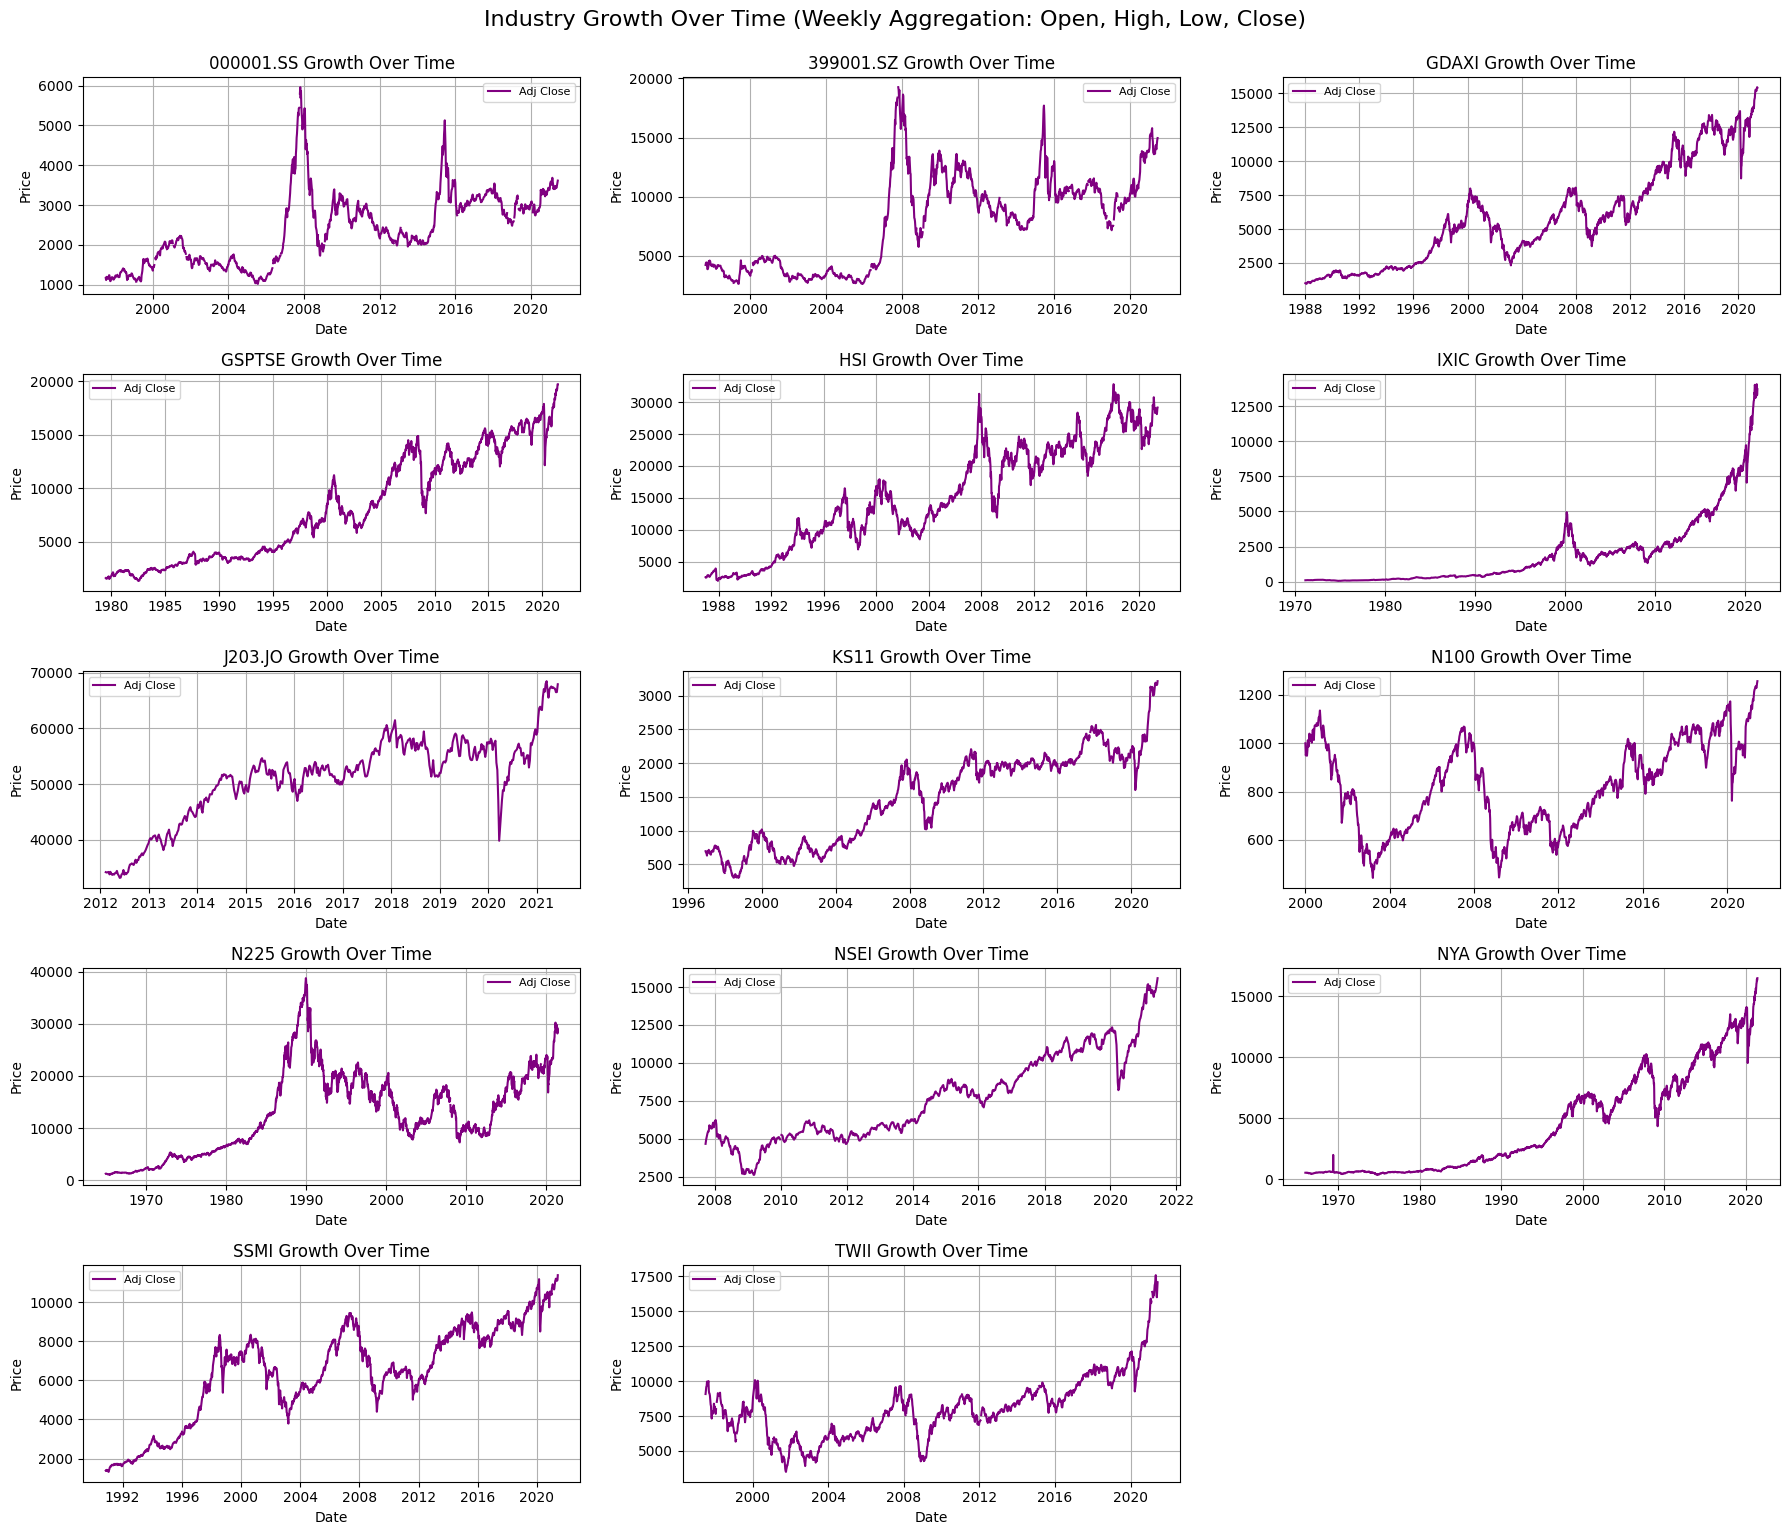 Industry Growth Over Time (Weekly Aggregation: Open, High, Low, Close)
000001.SS Growth Over Time
Adj Close
Price
6000
5000
4000
3000
2000
1000
2000 2004 2008 2012 2016 2020
Date
399001.SZ Growth Over Time
Adj Close
Price
20000
15000
10000
5000
2000 2004 2008 2012 2016 2020
Date
GDAXI Growth Over Time
Adj Close
Price
15000
12500
10000
7500
5000
2500
1988 1992 1996 2000 2004 2008 2012 2016 2020
Date
GSPTSE Growth Over Time
Adj Close
Price
20000
15000
10000
5000
1980 1985 1990 1995 2000 2005 2010 2015 2020
Date
HSI Growth Over Time
Adj Close
Price
30000
25000
20000
15000
10000
5000
1988 1992 1996 2000 2004 2008 2012 2016 2020
Date
IXIC Growth Over Time
Adj Close
Price
12500
10000
7500
5000
2500
0
1970 1980 1990 2000 2010 2020
Date
J203.JO Growth Over Time
Adj Close
Price
70000
60000
50000
40000
2012 2013 2014 2015 2016 2017 2018 2019 2020 2021
Date
KS11 Growth Over Time
Adj Close
Price
3000
2500
2000
1500
1000
500
1996 2000 2004 2008 2012 2016 2020
Date
N100 Growth Over Time
Adj Close
Price
1200
1000
800
600
2000 2004 2008 2012 2016 2020
Date
N225 Growth Over Time
Adj Close
Price
40000
30000
20000
10000
0
1970 1980 1990 2000 2010 2020
Date
NSEI Growth Over Time
Adj Close
Price
15000
12500
10000
7500
5000
2500
2008 2010 2012 2014 2016 2018 2020 2022
Date
NYA Growth Over Time
Adj Close
Price
15000
10000
5000
0
1970 1980 1990 2000 2010 2020
Date
SSMI Growth Over Time
Adj Close
Price
10000
8000
6000
4000
2000
1992 1996 2000 2004 2008 2012 2016 2020
Date
TWII Growth Over Time
Adj Close
Price
17500
15000
12500
10000
7500
5000
2000 2004 2008 2012 2016 2020
Date